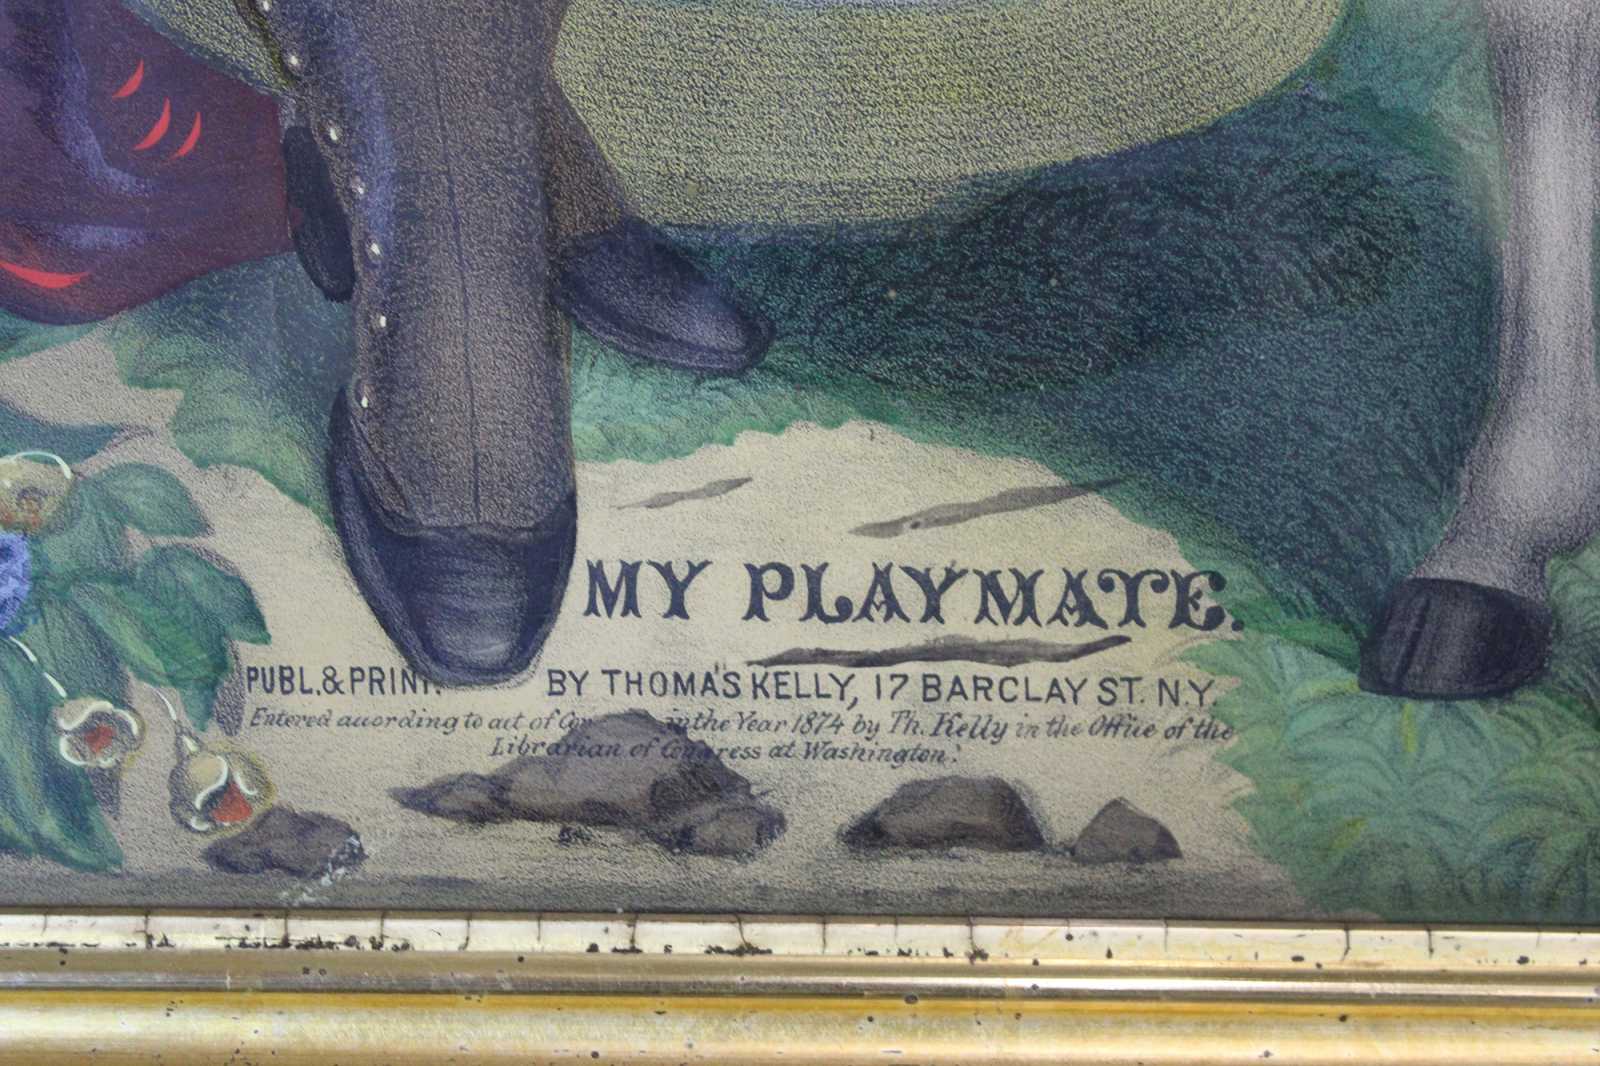 MY PLAYMATE.
PUBL. & PRINT. BY THOMAS KELLY, 17 BARCLAY ST. N.Y.
Entered according to act of in the Year 1874 by Th. Kelly in the Office of the
Librarian of Congress at Washington.